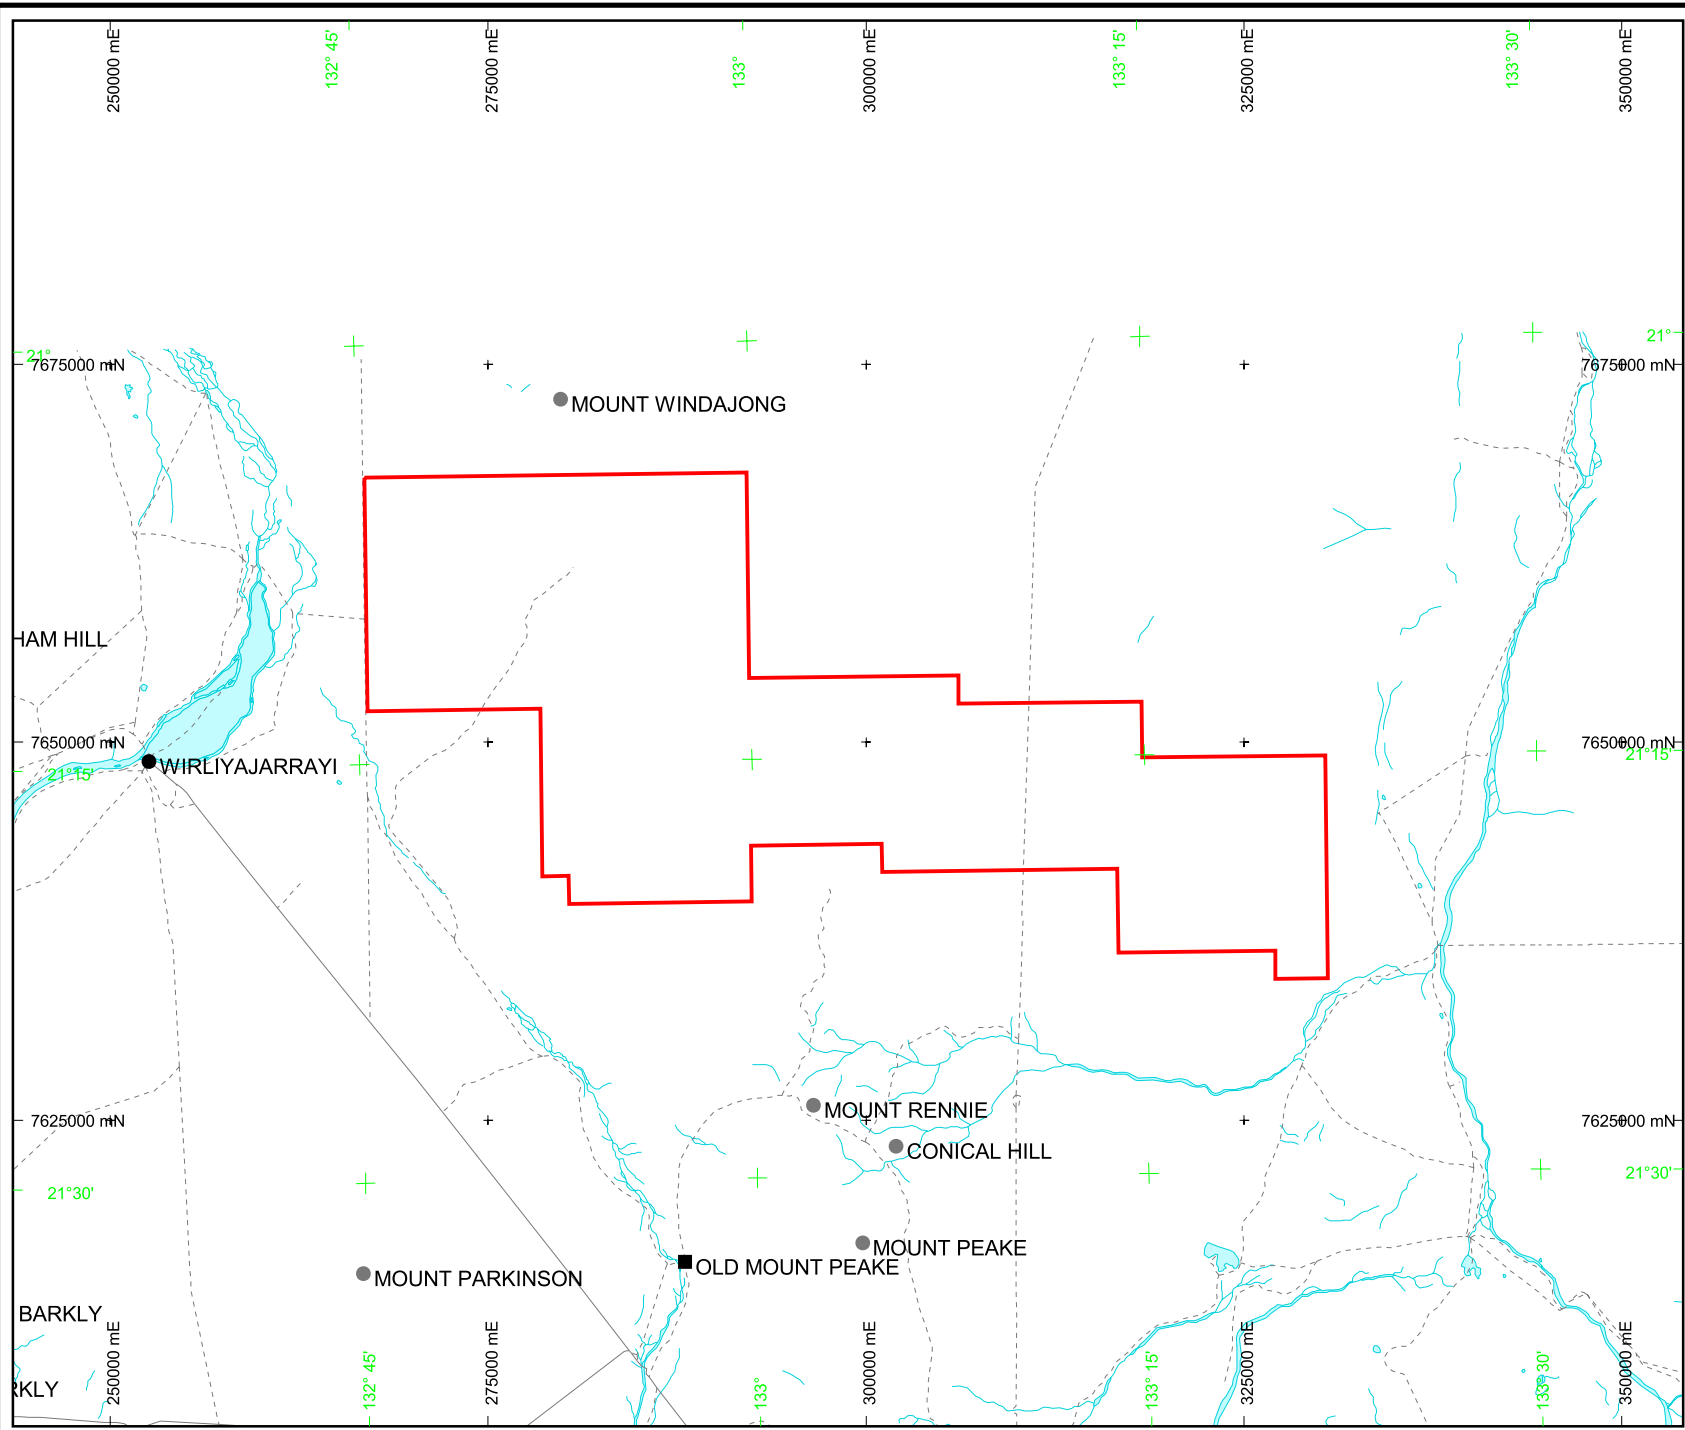 250000 mE
132° 45'
275000 mE
133°
300000 mE
133° 15'
325000 mE
133° 30'
350000 mE
21°
21°
7675000 mN
7675000 mN
MOUNT WINDAJONG
HAM HILL
7650000 mN
7650000 mN
WIRLIYAJARRAYI
21°15'
21°15'
MOUNT RENNIE
7625000 mN
7625000 mN
CONICAL HILL
21°30'
21°30'
MOUNT PEAKE
OLD MOUNT PEAKE
MOUNT PARKINSON
BARKLY
RKLY
250000 mE
132° 45'
275000 mE
133°
300000 mE
133° 15'
325000 mE
133° 30'
350000 mE